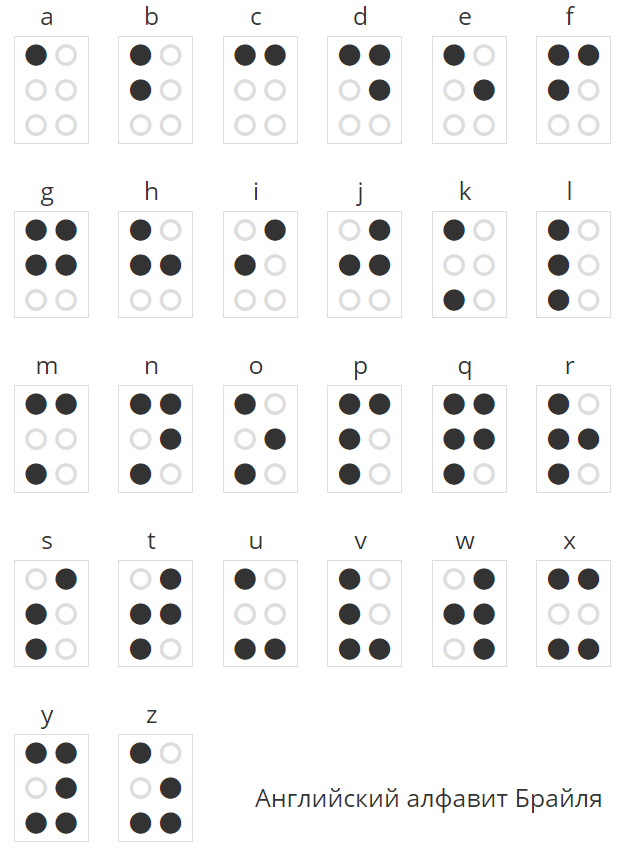 a b c d e f
g h i j k l
m n o p q r
s t u v w x
y z
Английский алфавит Брайля